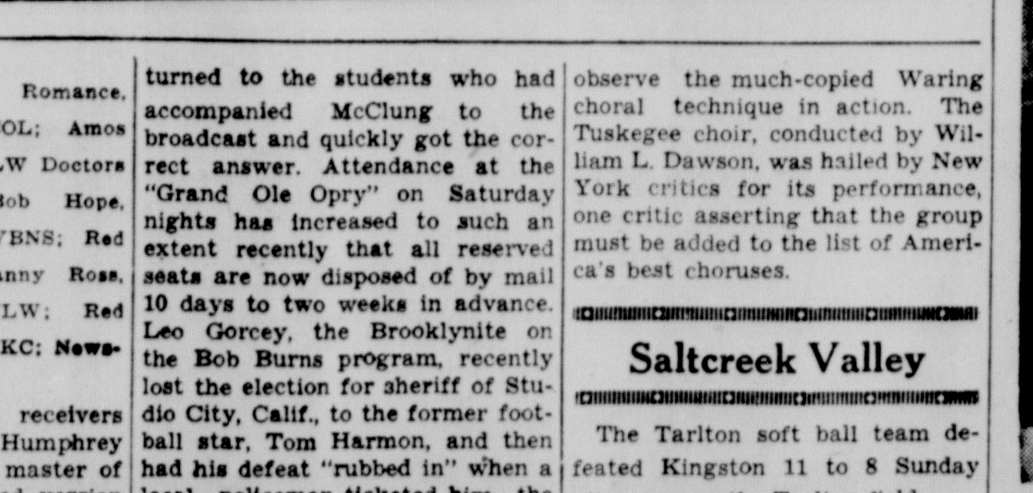 Romance,
OL; Amos
LW Doctors
Bob Hope,
WBNS; Red
anny Ross,
LW; Red
KC; News-
receivers
Humphrey
master of
turned to the students who had
accompanied McClung to the
broadcast and quickly got the cor-
rect answer. Attendance at the
"Grand Ole Opry" on Saturday
nights has increased to such an
extent recently that all reserved
seats are now disposed of by mail
10 days to two weeks in advance.
Leo Gorcey, the Brooklynite on
the Bob Burns program, recently
lost the election for sheriff of Stu-
dio City, Calif., to the former foot-
ball star, Tom Harmon, and then
had his defeat "rubbed in" when a
local policeman ticketed him, the
observe the much-copied Waring
choral technique in action. The
Tuskegee choir, conducted by Wil-
liam L. Dawson, was hailed by New
York critics for its performance,
one critic asserting that the group
must be added to the list of Ameri-
ca's best choruses.
Saltcreek Valley
The Tarlton soft ball team de-
feated Kingston 11 to 8 Sunday